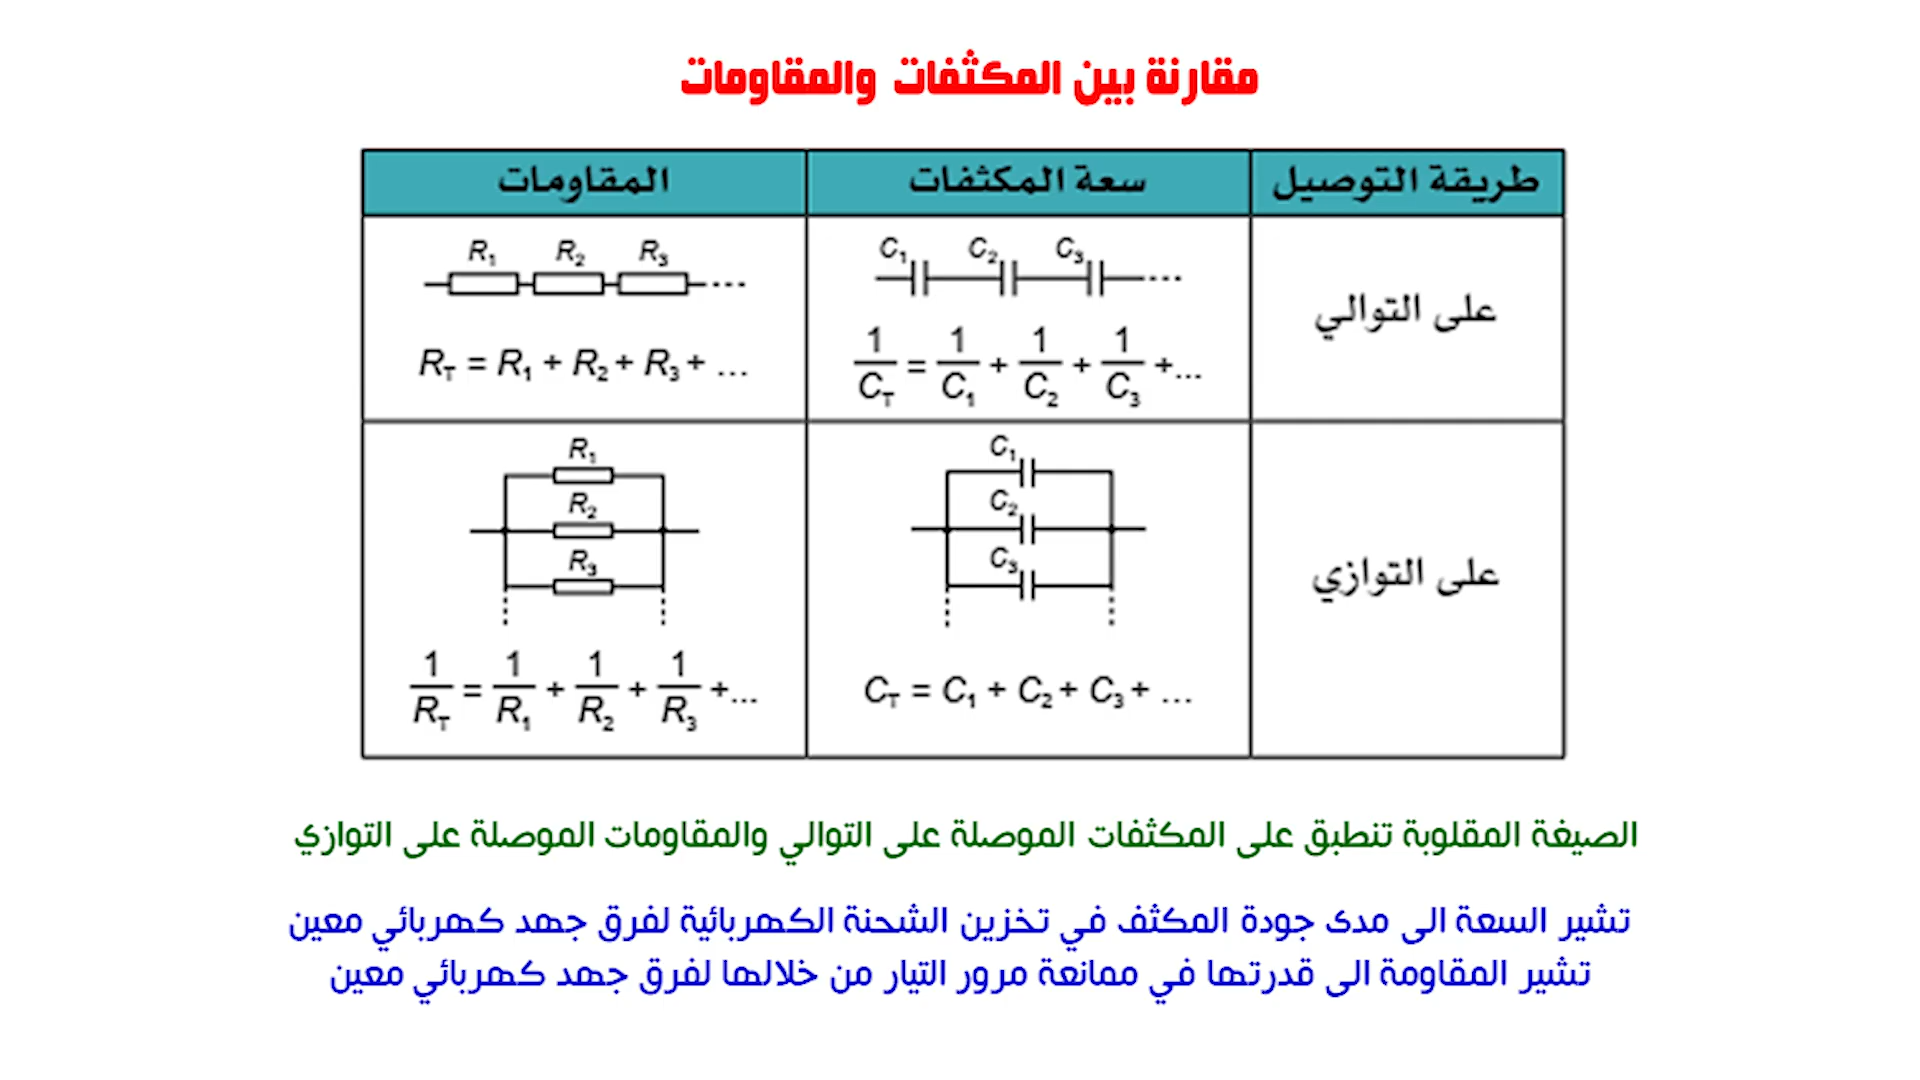 مقارنة بين المكثفات والمقاومات
طريقة التوصيل سعة المكثفات المقاومات
على التوالي
C₁ C₂ C₃ ....
1/C_T = 1/C₁ + 1/C₂ + 1/C₃ +...
R₁ R₂ R₃ ....
R_T = R₁ + R₂ + R₃ + ...
على التوازي
C₁
C₂
C₃
C_T = C₁ + C₂ + C₃ + ...
R₁
R₂
R₃
1/R_T = 1/R₁ + 1/R₂ + 1/R₃ +...
الصيغة المقلوبة تنطبق على المكثفات الموصلة على التوالي والمقاومات الموصلة على التوازي
تشير السعة الى مدى جودة المكثف في تخزين الشحنة الكهربائية لفرق جهد كهربائي معين
تشير المقاومة الى قدرتها في ممانعة مرور التيار من خلالها لفرق جهد كهربائي معين